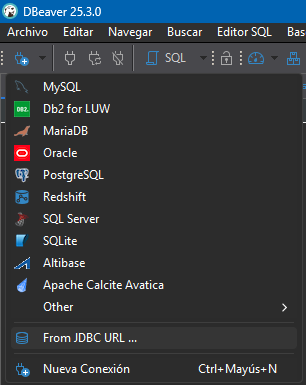 DBeaver 25.3.0
Archivo Editar Navegar Buscar Editor SQL Bas
SQL
MySQL
DB2. Db2 for LUW
MariaDB
Oracle
PostgreSQL
Redshift
SQL Server
SQLite
Altibase
Apache Calcite Avatica
Other
From JDBC URL ...
Nueva Conexión Ctrl+Mayús+N